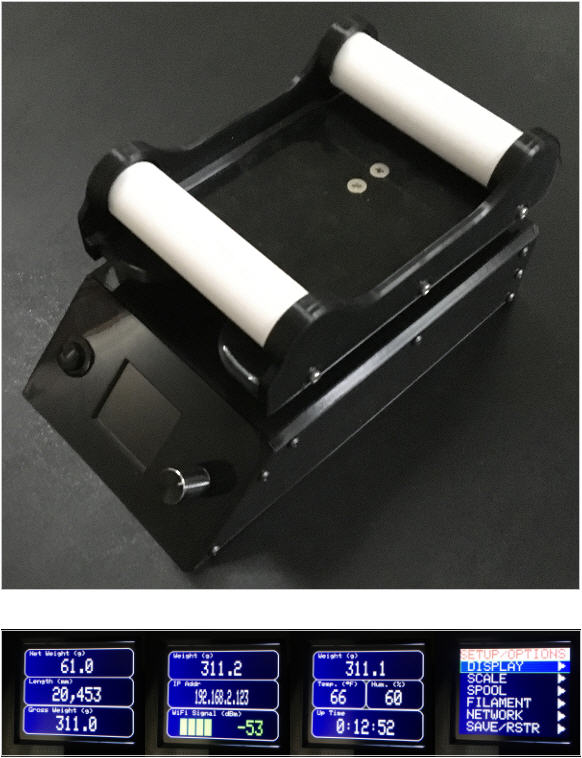 Net Weight (g)
61.0
Length (mm)
20,453
Gross Weight (g)
311.0
Weight (g)
311.2
IP Addr
192.168.2.123
WiFi Signal (dBm)
-53
Weight (g)
311.1
Temp. (°F)
66
Hum. (%)
60
Up Time
0:12:52
SETUP/OPTIONS
DISPLAY
SCALE
SPOOL
FILAMENT
NETWORK
SAVE/RSTR